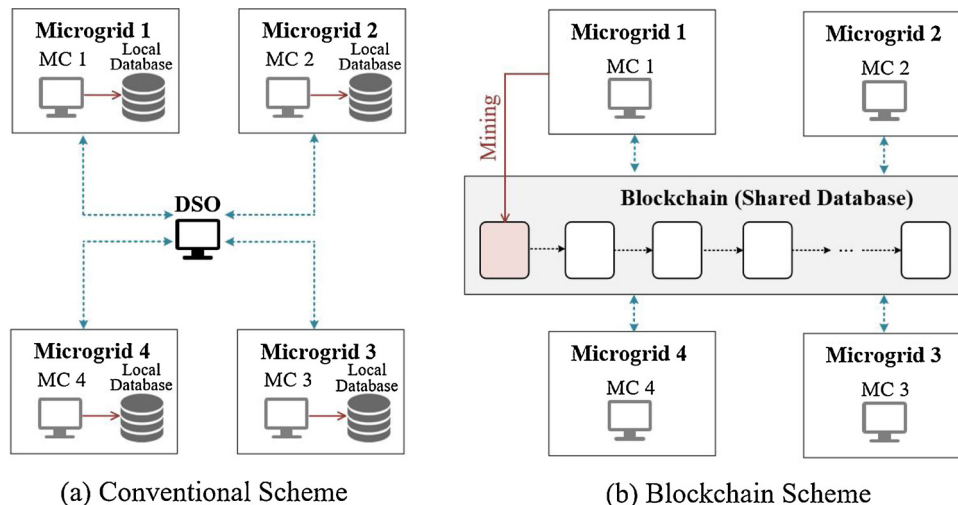 Microgrid 1
MC 1
Local
Database
Microgrid 2
MC 2
Local
Database
DSO
Microgrid 4
MC 4
Local
Database
Microgrid 3
MC 3
Local
Database
(a) Conventional Scheme
Microgrid 1
MC 1
Microgrid 2
MC 2
Mining
Blockchain (Shared Database)
...
Microgrid 4
MC 4
Microgrid 3
MC 3
(b) Blockchain Scheme